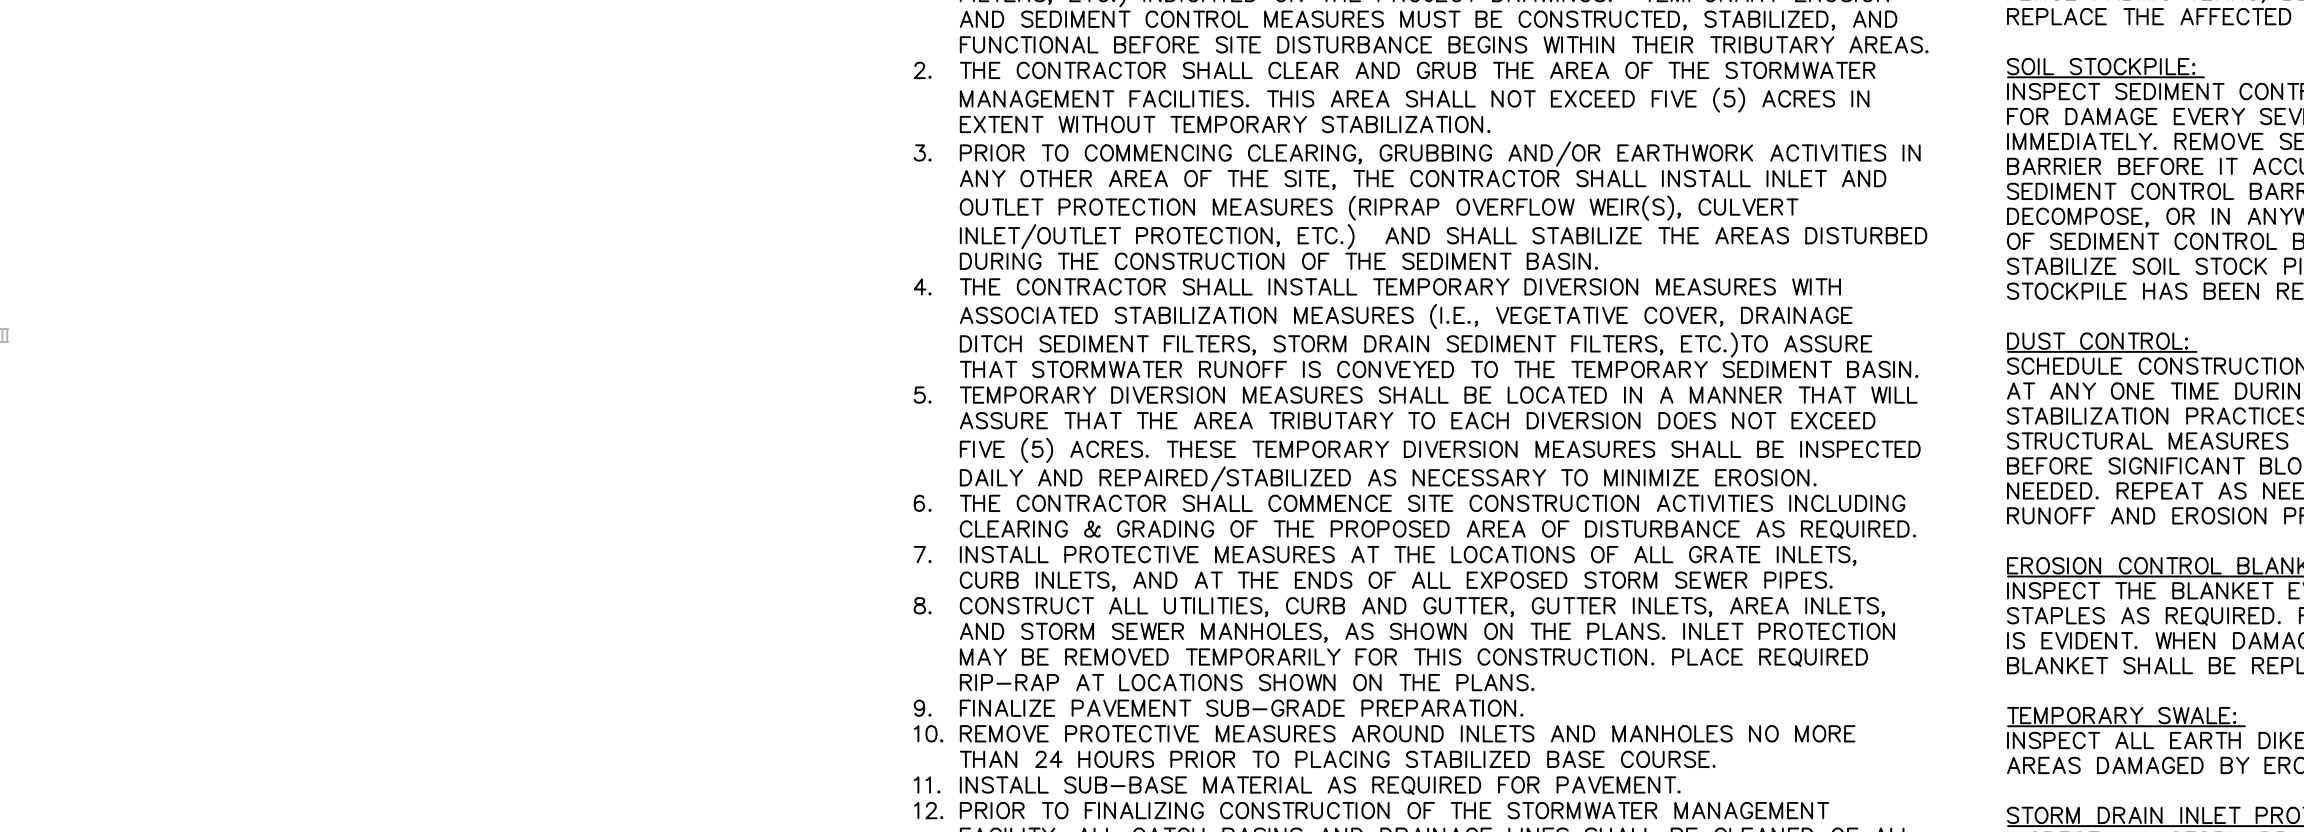 AND SEDIMENT CONTROL MEASURES MUST BE CONSTRUCTED, STABILIZED, AND
FUNCTIONAL BEFORE SITE DISTURBANCE BEGINS WITHIN THEIR TRIBUTARY AREAS.
2. THE CONTRACTOR SHALL CLEAR AND GRUB THE AREA OF THE STORMWATER
MANAGEMENT FACILITIES. THIS AREA SHALL NOT EXCEED FIVE (5) ACRES IN
EXTENT WITHOUT TEMPORARY STABILIZATION.
3. PRIOR TO COMMENCING CLEARING, GRUBBING AND/OR EARTHWORK ACTIVITIES IN
ANY OTHER AREA OF THE SITE, THE CONTRACTOR SHALL INSTALL INLET AND
OUTLET PROTECTION MEASURES (RIPRAP OVERFLOW WEIR(S), CULVERT
INLET/OUTLET PROTECTION, ETC.)  AND SHALL STABILIZE THE AREAS DISTURBED
DURING THE CONSTRUCTION OF THE SEDIMENT BASIN.
4. THE CONTRACTOR SHALL INSTALL TEMPORARY DIVERSION MEASURES WITH
ASSOCIATED STABILIZATION MEASURES (I.E., VEGETATIVE COVER, DRAINAGE
DITCH SEDIMENT FILTERS, STORM DRAIN SEDIMENT FILTERS, ETC.)TO ASSURE
THAT STORMWATER RUNOFF IS CONVEYED TO THE TEMPORARY SEDIMENT BASIN.
5. TEMPORARY DIVERSION MEASURES SHALL BE LOCATED IN A MANNER THAT WILL
ASSURE THAT THE AREA TRIBUTARY TO EACH DIVERSION DOES NOT EXCEED
FIVE (5) ACRES. THESE TEMPORARY DIVERSION MEASURES SHALL BE INSPECTED
DAILY AND REPAIRED/STABILIZED AS NECESSARY TO MINIMIZE EROSION.
6. THE CONTRACTOR SHALL COMMENCE SITE CONSTRUCTION ACTIVITIES INCLUDING
CLEARING & GRADING OF THE PROPOSED AREA OF DISTURBANCE AS REQUIRED.
7. INSTALL PROTECTIVE MEASURES AT THE LOCATIONS OF ALL GRATE INLETS,
CURB INLETS, AND AT THE ENDS OF ALL EXPOSED STORM SEWER PIPES.
8. CONSTRUCT ALL UTILITIES, CURB AND GUTTER, GUTTER INLETS, AREA INLETS,
AND STORM SEWER MANHOLES, AS SHOWN ON THE PLANS. INLET PROTECTION
MAY BE REMOVED TEMPORARILY FOR THIS CONSTRUCTION. PLACE REQUIRED
RIP–RAP AT LOCATIONS SHOWN ON THE PLANS.
9. FINALIZE PAVEMENT SUB–GRADE PREPARATION.
10. REMOVE PROTECTIVE MEASURES AROUND INLETS AND MANHOLES NO MORE
THAN 24 HOURS PRIOR TO PLACING STABILIZED BASE COURSE.
11. INSTALL SUB–BASE MATERIAL AS REQUIRED FOR PAVEMENT.
12. PRIOR TO FINALIZING CONSTRUCTION OF THE STORMWATER MANAGEMENT
REPLACE THE AFFECTED
SOIL STOCKPILE:
INSPECT SEDIMENT
FOR DAMAGE EVERY
IMMEDIATELY. REMOVE
BARRIER BEFORE IT
SEDIMENT CONTROL
DECOMPOSE, OR IN
OF SEDIMENT CONTROL
STABILIZE SOIL STOCK
STOCKPILE HAS BEEN
DUST CONTROL:
SCHEDULE CONSTRUCTION
AT ANY ONE TIME
STABILIZATION PRACTICES
STRUCTURAL MEASURES
BEFORE SIGNIFICANT
NEEDED. REPEAT AS
RUNOFF AND EROSION
EROSION CONTROL
INSPECT THE BLANKET
STAPLES AS REQUIRED.
IS EVIDENT. WHEN
BLANKET SHALL BE
TEMPORARY SWALE:
INSPECT ALL EARTH
AREAS DAMAGED BY
STORM DRAIN INLET